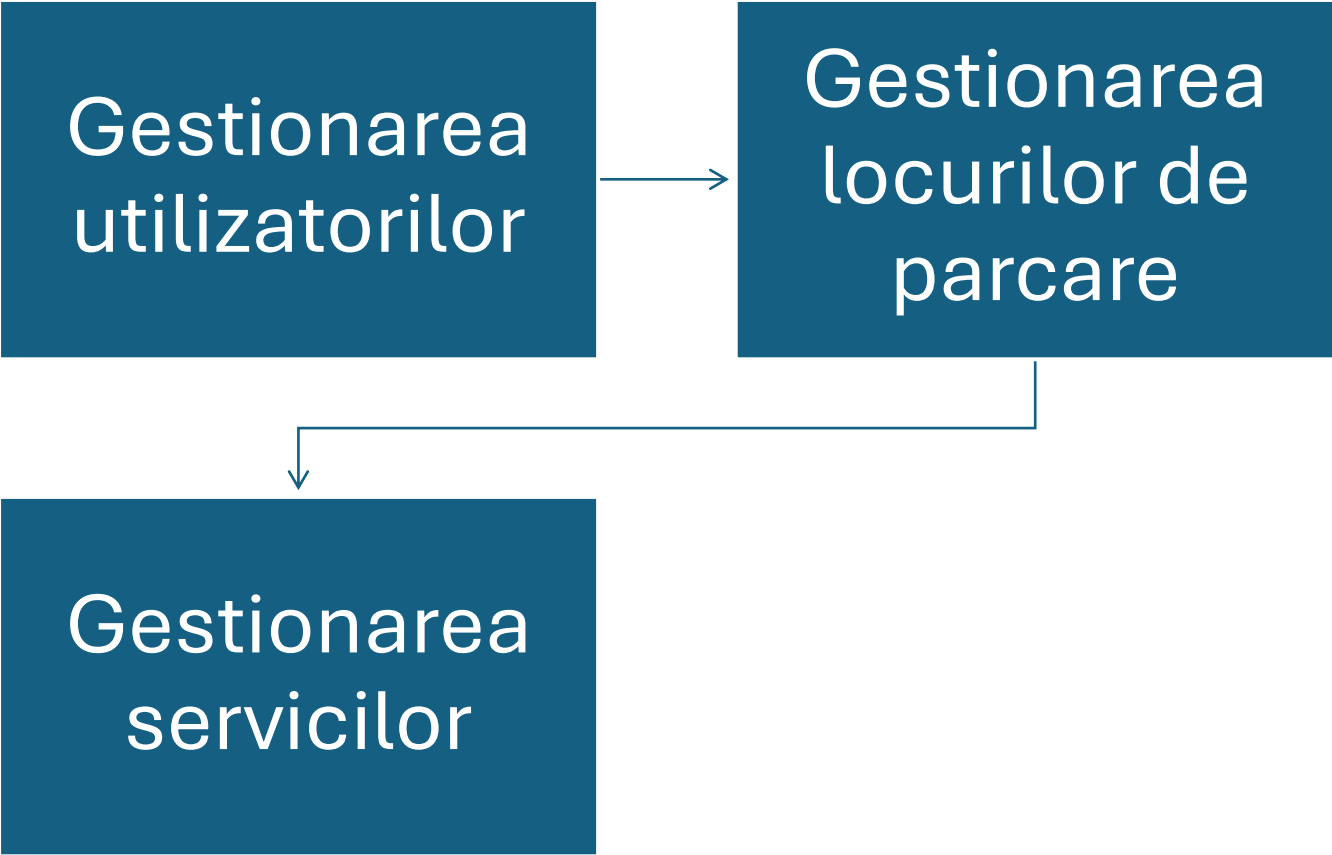 Gestionarea
utilizatorilor
Gestionarea
locurilor de
parcare
Gestionarea
servicilor